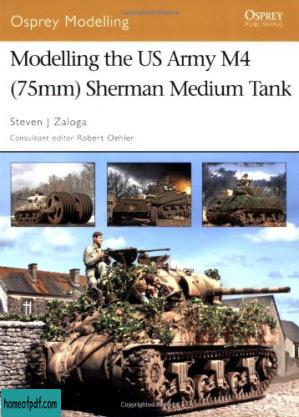 Osprey Modelling
OSPREY
PUBLISHING
Modelling the US Army M4
(75mm) Sherman Medium Tank
Steven J Zaloga
Consultant editor Robert Oehler
homeofpdf.com